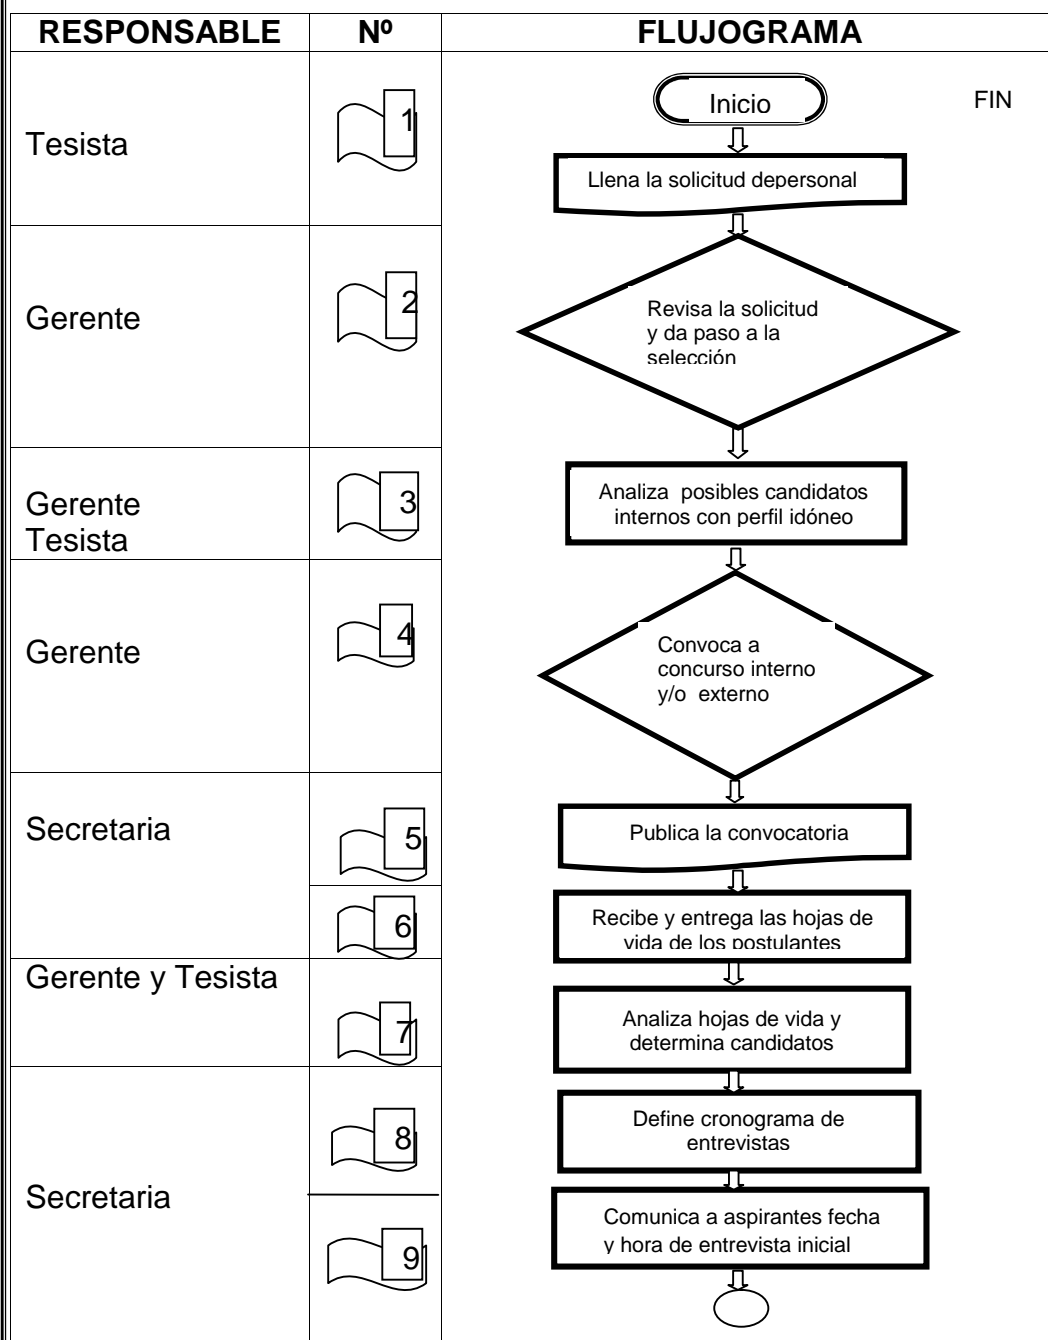 RESPONSABLE Nº FLUJOGRAMA
Tesista
1
Inicio
FIN
Llena la solicitud depersonal
Gerente
2
Revisa la solicitud
y da paso a la
selección
Gerente
Tesista
3
Analiza posibles candidatos
internos con perfil idóneo
Gerente
4
Convoca a
concurso interno
y/o externo
Secretaria
5
Publica la convocatoria
6
Recibe y entrega las hojas de
vida de los postulantes
Gerente y Tesista
7
Analiza hojas de vida y
determina candidatos
Secretaria
8
Define cronograma de
entrevistas
9
Comunica a aspirantes fecha
y hora de entrevista inicial